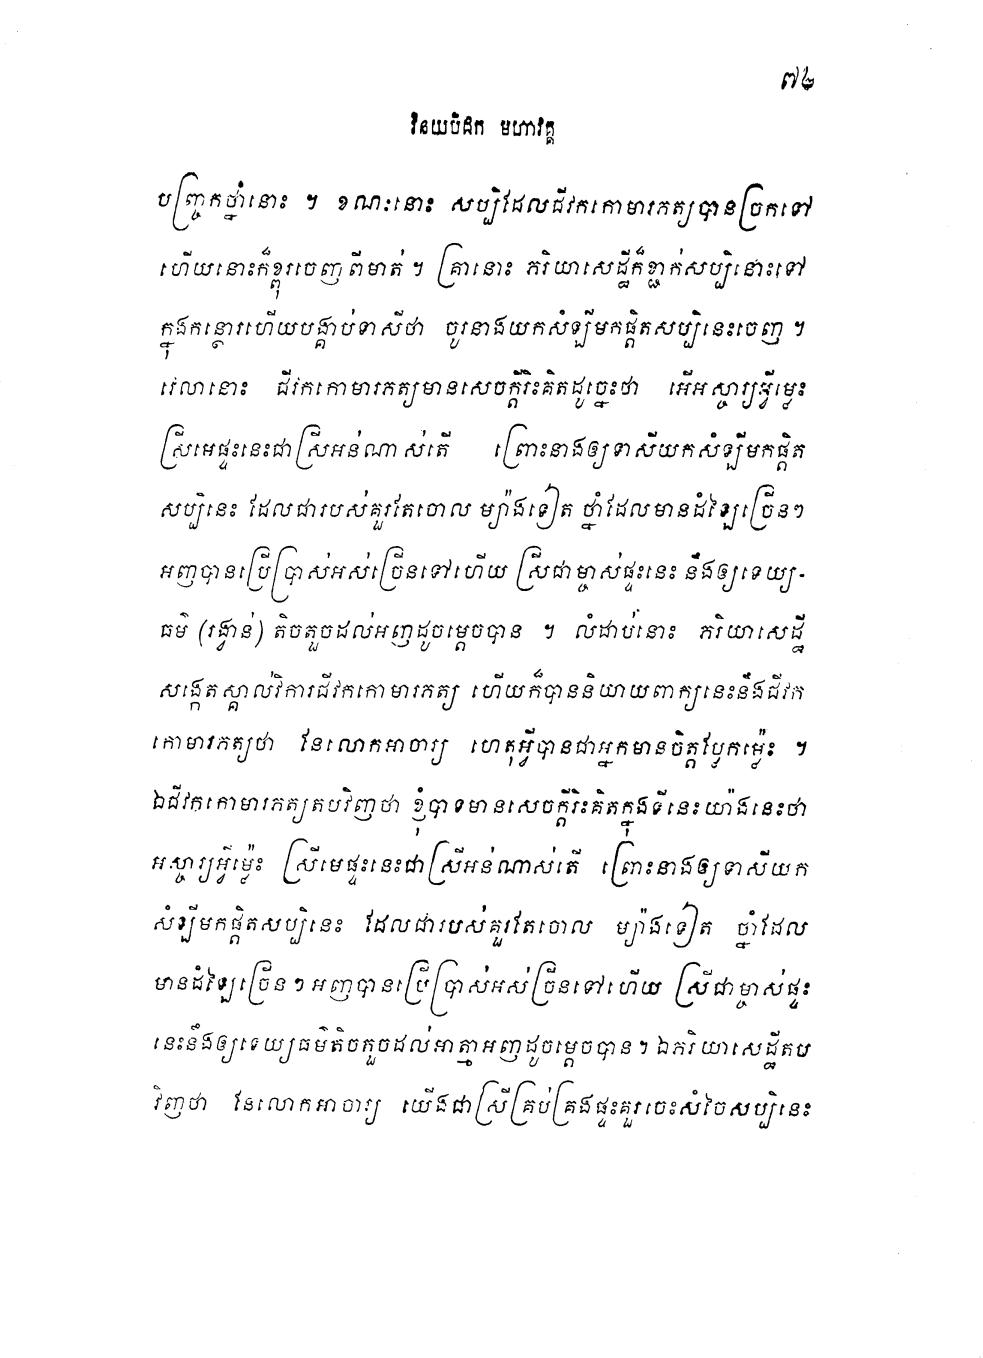 ៧៤
វិនយបិដក មហាវគ្គ
បញ្ច្រកថ្នាំនោះ ។ ខណៈនោះ សប្បិដែលជីវកកោមារភត្យបានច្រកទៅ
ហើយនោះក៏ខ្ពុរចេញពីមាត់ ។ គ្រានោះ ភរិយាសេដ្ឋីក៏ខ្ជាក់សប្បិនោះទៅ
ក្នុងកន្ថោរហើយបង្គាប់ទាសីថា ចូរនាងយកសំឡីមកផ្តិតសប្បិនេះចេញ ។
វេលានោះ ជីវកកោមារភត្យមានសេចក្តីរិះគិតដូច្នេះថា អើអស្ចារ្យអ្វីម្លេះ
ស្រីមេផ្ទះនេះជាស្រីអន់ណាស់តើ ព្រោះនាងឲ្យទាសីយកសំឡីមកផ្តិត
សប្បិនេះ ដែលជារបស់គួរតែចោល ម្យ៉ាងទៀត ថ្នាំដែលមានដំឡៃច្រើនៗ
អញបានប្រើប្រាស់អស់ច្រើនទៅហើយ ស្រីជាម្ចាស់ផ្ទះនេះ នឹងឲ្យទេយ្យ-
ធម៌ (រង្វាន់) តិចតួចដល់អញដូចម្តេចបាន ។ លំដាប់នោះ ភរិយាសេដ្ឋី
សង្កេតស្គាល់វិការជីវកកោមារភត្យ ហើយក៏បាននិយាយពាក្យនេះនឹងជីវក
កោមារភត្យថា នែលោកអាចារ្យ ហេតុអ្វីបានជាអ្នកមានចិត្តប្លែកម្ល៉េះ ។
ឯជីវកកោមារភត្យតបវិញថា ខ្ញុំបាទមានសេចក្តីរិះគិតក្នុងទីនេះយ៉ាងនេះថា
អស្ចារ្យអ្វីម្ល៉េះ ស្រីមេផ្ទះនេះជាស្រីអន់ណាស់តើ ព្រោះនាងឲ្យទាសីយក
សំឡីមកផ្តិតសប្បិនេះ ដែលជារបស់គួរតែចោល ម្យ៉ាងទៀត ថ្នាំដែល
មានដំឡៃច្រើនៗ អញបានប្រើប្រាស់អស់ច្រើនទៅហើយ ស្រីជាម្ចាស់ផ្ទះ
នេះនឹងឲ្យទេយ្យធម៌តិចតួចដល់អាត្មាអញដូចម្តេចបាន ។ ឯភរិយាសេដ្ឋីតប
វិញថា នែលោកអាចារ្យ យើងជាស្រីគ្រប់គ្រងផ្ទះគួរចេះសំចៃសប្បិនេះ